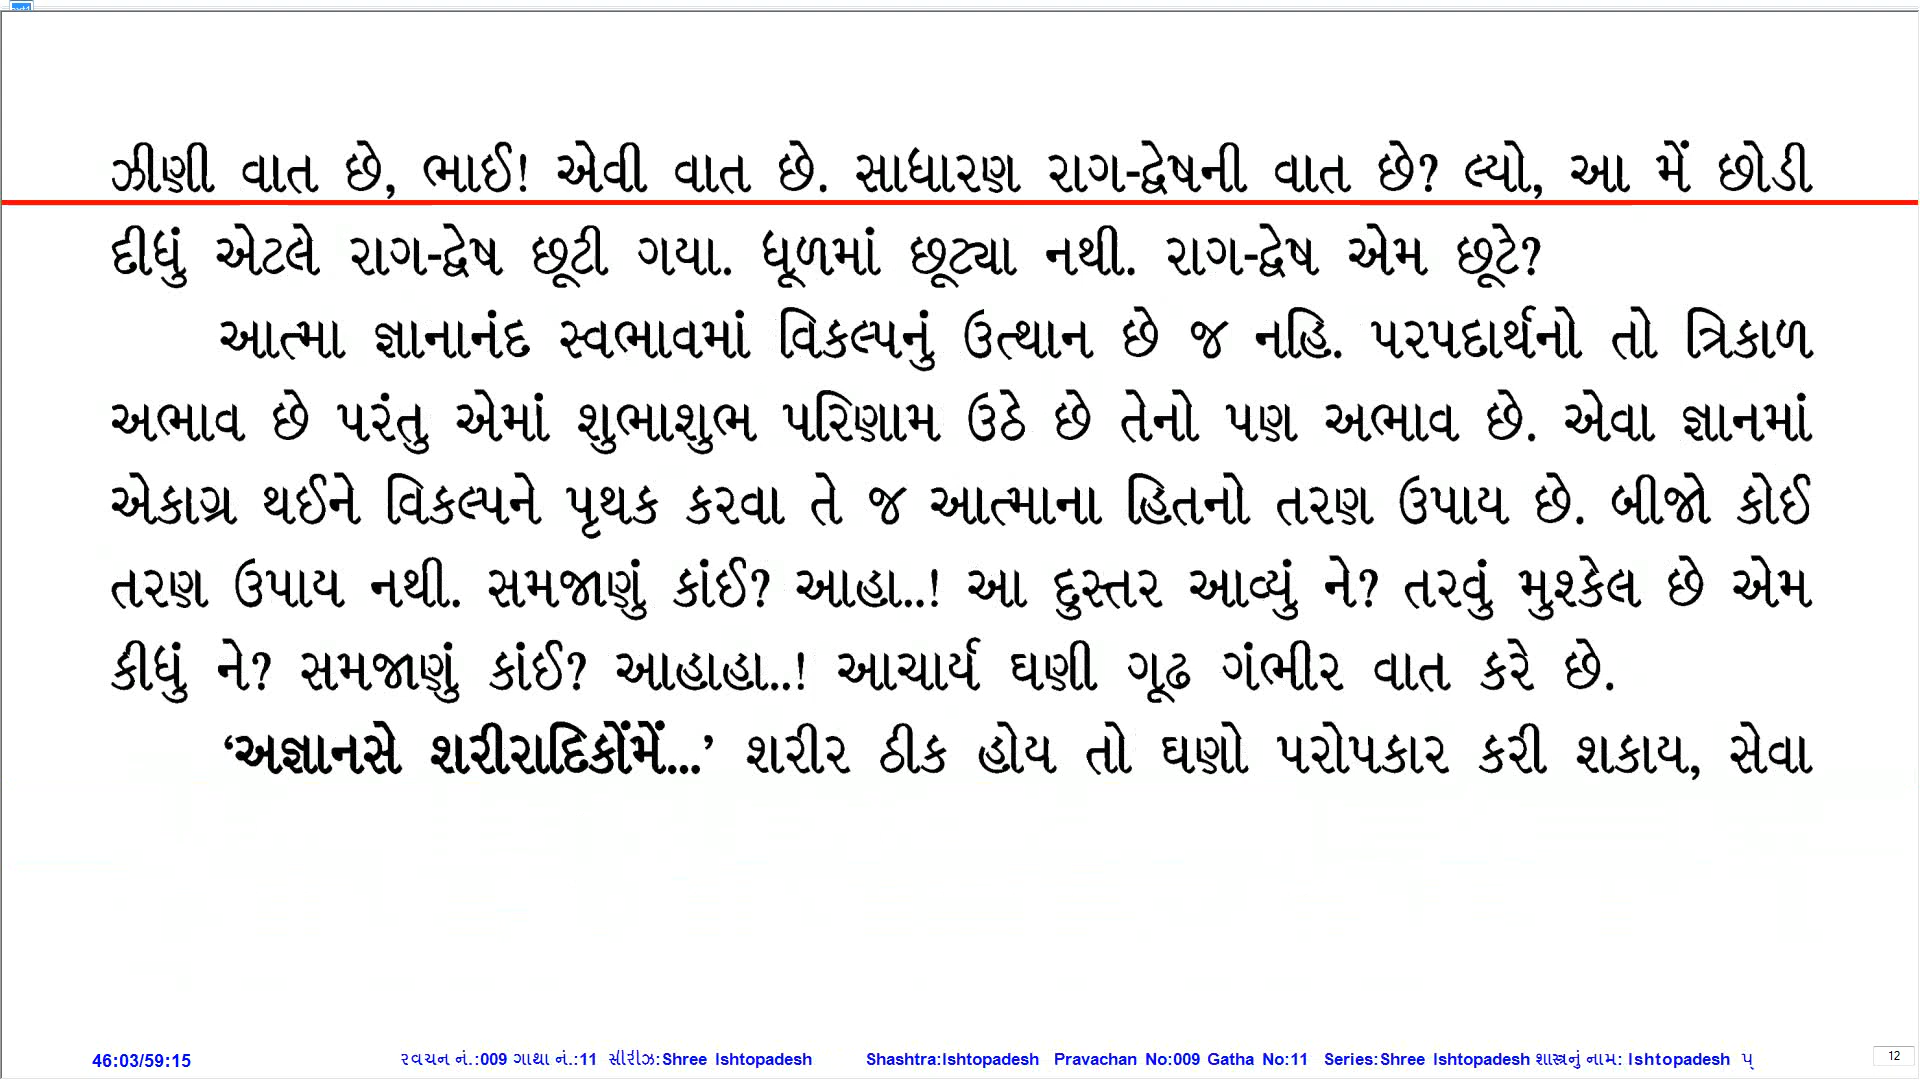 ઝીણી વાત છે, ભાઈ! એવી વાત છે. સાધારણ રાગ-દ્વેષની વાત છે? લ્યો, આ મેં છોડી
દીધું એટલે રાગ-દ્વેષ છૂટી ગયા. ધૂળમાં છૂટ્યા નથી. રાગ-દ્વેષ એમ છૂટે?
આત્મા જ્ઞાનાનંદ સ્વભાવમાં વિકલ્પનું ઉત્થાન છે જ નહિ. પરપદાર્થનો તો ત્રિકાળ
અભાવ છે પરંતુ એમાં શુભાશુભ પરિણામ ઉઠે છે તેનો પણ અભાવ છે. એવા જ્ઞાનમાં
એકાગ્ર થઈને વિકલ્પને પૃથક કરવા તે જ આત્માના હિતનો તરણ ઉપાય છે. બીજો કોઈ
તરણ ઉપાય નથી. સમજાણું કાંઈ? આહા..! આ દુસ્તર આવ્યું ને? તરવું મુશ્કેલ છે એમ
કીધું ને? સમજાણું કાંઈ? આહાહા..! આચાર્ય ઘણી ગૂઢ ગંભીર વાત કરે છે.
‘અજ્ઞાનસે શરીરાદિકોંમેં...’ શરીર ઠીક હોય તો ઘણો પરોપકાર કરી શકાય, સેવા
46:03/59:15 રવચન નં.:009 ગાથા નં.:11 સીરીઝ:Shree Ishtopadesh Shashtra:Ishtopadesh Pravachan No:009 Gatha No:11 Series:Shree Ishtopadesh શાસ્ત્રનું નામ: Ishtopadesh પ્ 12